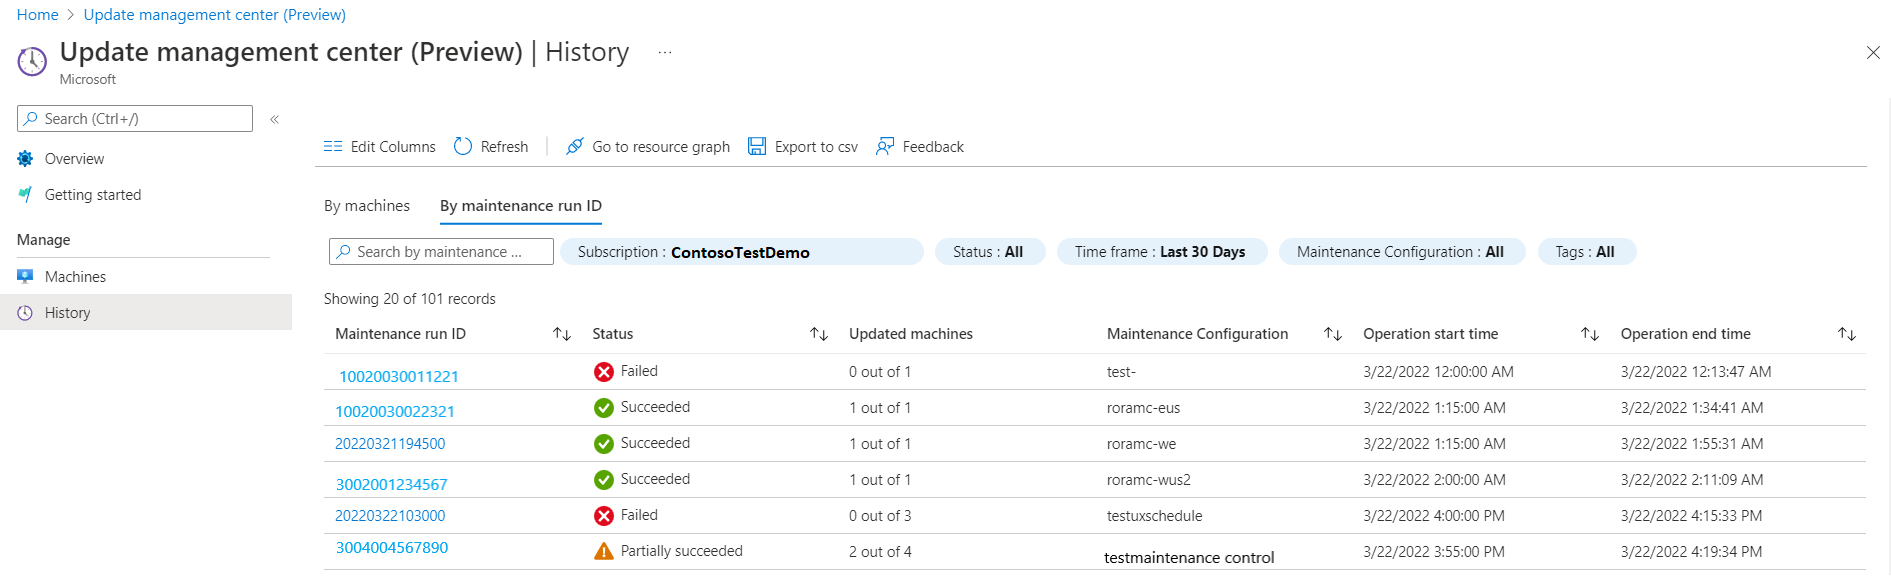 Home > Update management center (Preview)
Update management center (Preview) | History ...
Microsoft
Search (Ctrl+/) «
Overview
Getting started
Manage
Machines
History
Edit Columns Refresh Go to resource graph Export to csv Feedback
By machines By maintenance run ID
Search by maintenance ... Subscription : ContosoTestDemo Status : All Time frame : Last 30 Days Maintenance Configuration : All Tags : All
Showing 20 of 101 records
Maintenance run ID Status Updated machines Maintenance Configuration Operation start time Operation end time
10020030011221 Failed 0 out of 1 test- 3/22/2022 12:00:00 AM 3/22/2022 12:13:47 AM
10020030022321 Succeeded 1 out of 1 roramc-eus 3/22/2022 1:15:00 AM 3/22/2022 1:34:41 AM
20220321194500 Succeeded 1 out of 1 roramc-we 3/22/2022 1:15:00 AM 3/22/2022 1:55:31 AM
3002001234567 Succeeded 1 out of 1 roramc-wus2 3/22/2022 2:00:00 AM 3/22/2022 2:11:09 AM
20220322103000 Failed 0 out of 3 testuxschedule 3/22/2022 4:00:00 PM 3/22/2022 4:15:33 PM
3004004567890 Partially succeeded 2 out of 4 testmaintenance control 3/22/2022 3:55:00 PM 3/22/2022 4:19:34 PM